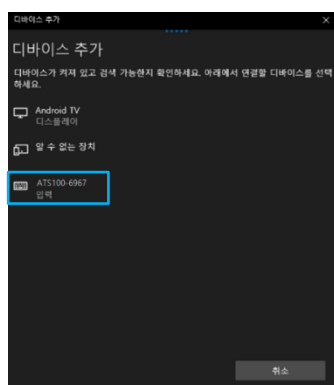 디바이스 추가
디바이스 추가
디바이스가 켜져 있고 검색 가능한지 확인하세요. 아래에서 연결할 디바이스를 선택
하세요.
Android TV
디스플레이
알 수 없는 장치
ATS100-6967
입력
취소